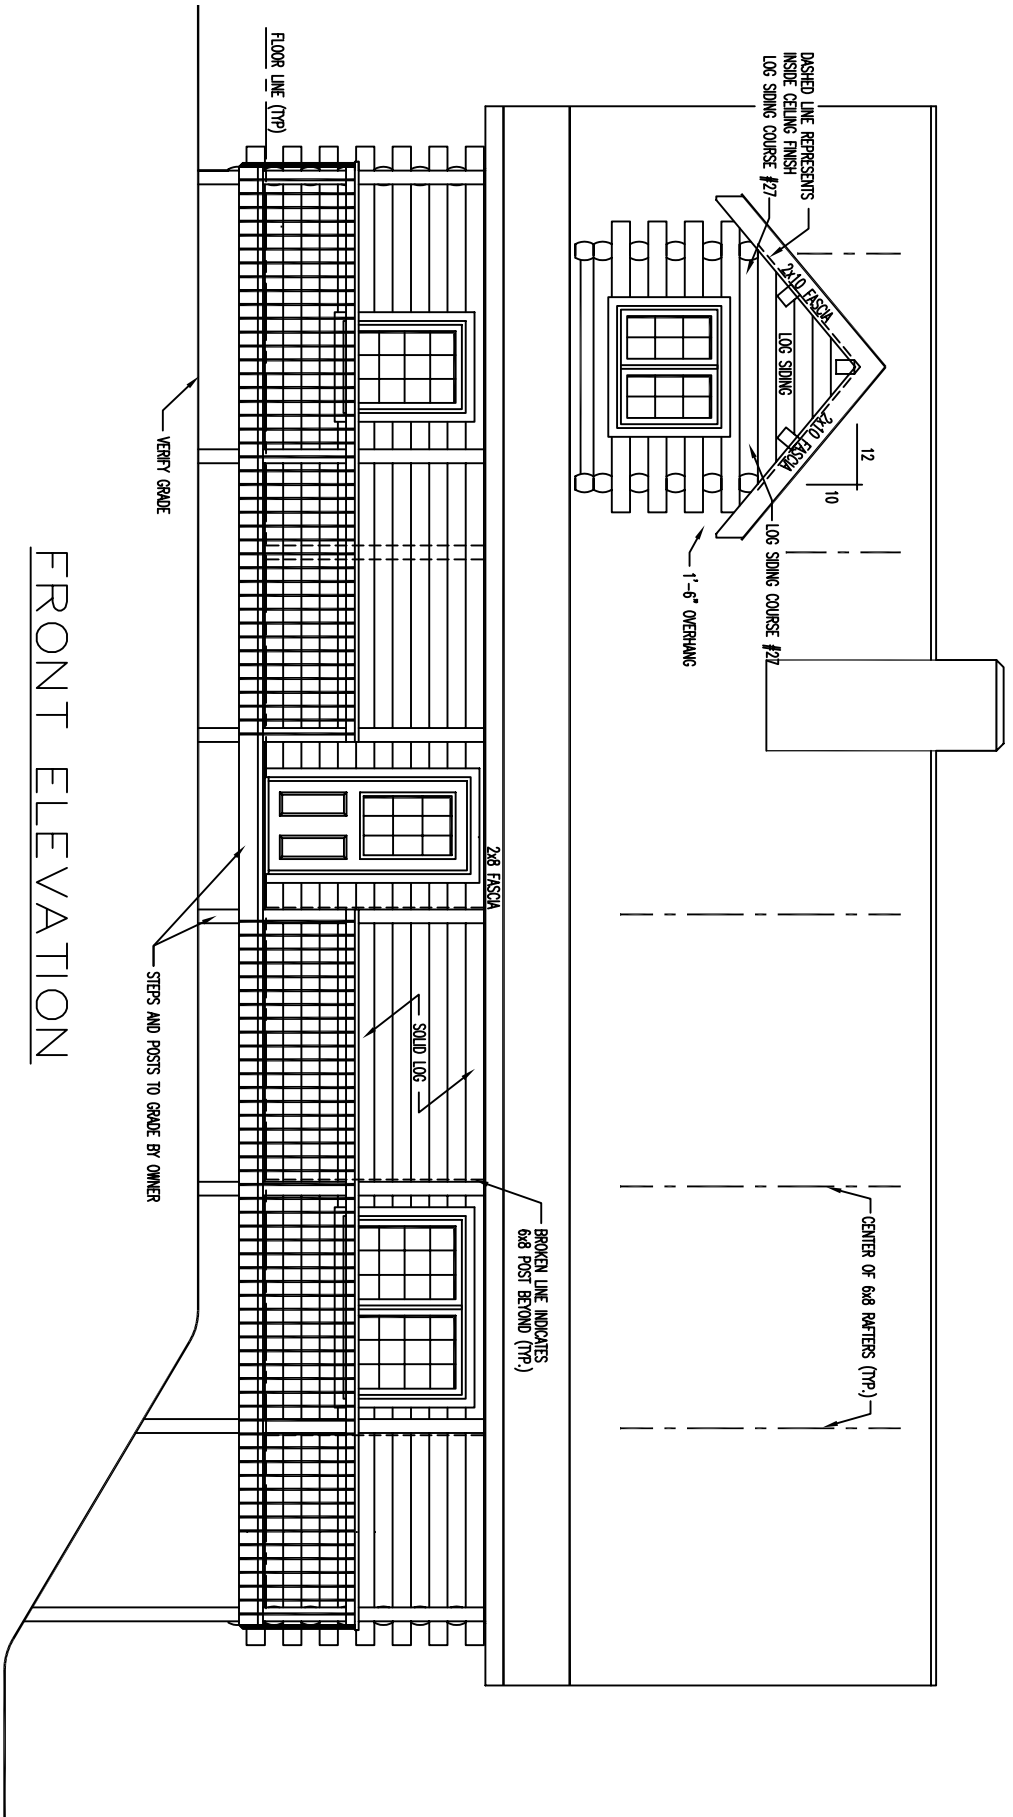 DASHED LINE REPRESENTS
INSIDE CEILING FINISH
LOG SIDING COURSE #27
2x10 FASCIA
2x10 FASCIA
LOG SIDING
12
10
LOG SIDING COURSE #27
1'-6" OVERHANG
CENTER OF 6x8 RAFTERS (TYP.)
2x8 FASCIA
BROKEN LINE INDICATES
6x8 POST BEYOND (TYP.)
SOLID LOG
FLOOR LINE (TYP)
VERIFY GRADE
STEPS AND POSTS TO GRADE BY OWNER
FRONT ELEVATION